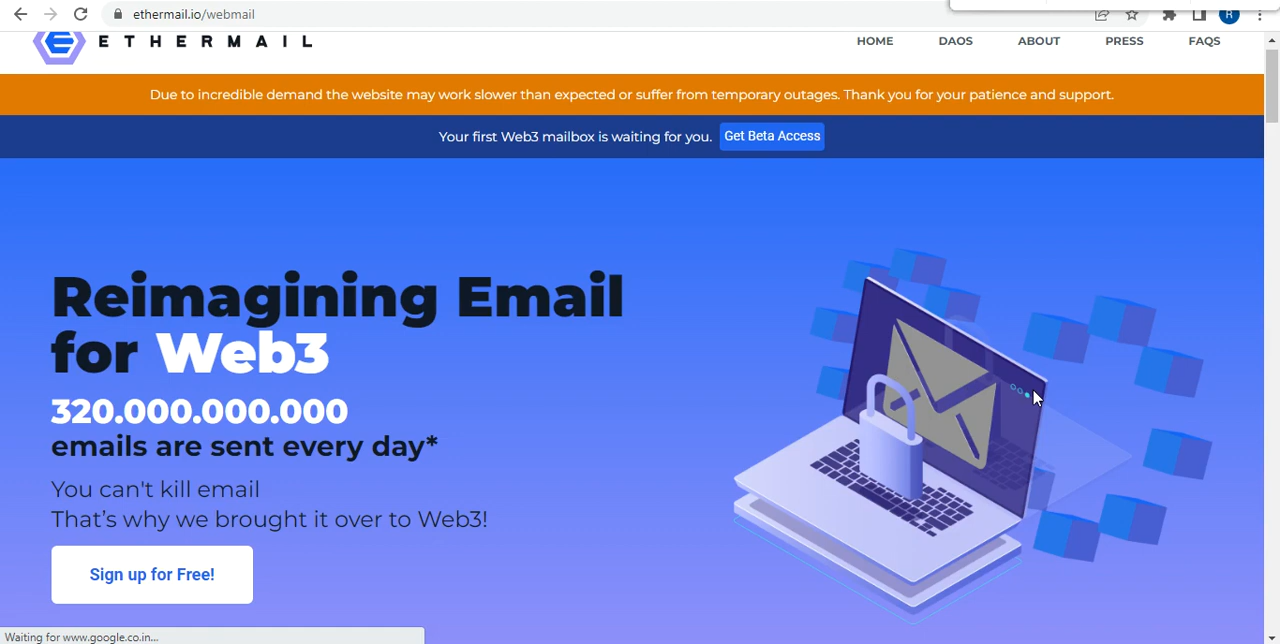 ethermail.io/webmail
R
ETHERMAIL
HOME DAOS ABOUT PRESS FAQS
Due to incredible demand the website may work slower than expected or suffer from temporary outages. Thank you for your patience and support.
Your first Web3 mailbox is waiting for you. Get Beta Access
Reimagining Email
for Web3
320.000.000.000
emails are sent every day*
You can't kill email
That’s why we brought it over to Web3!
Sign up for Free!
Waiting for www.google.co.in...